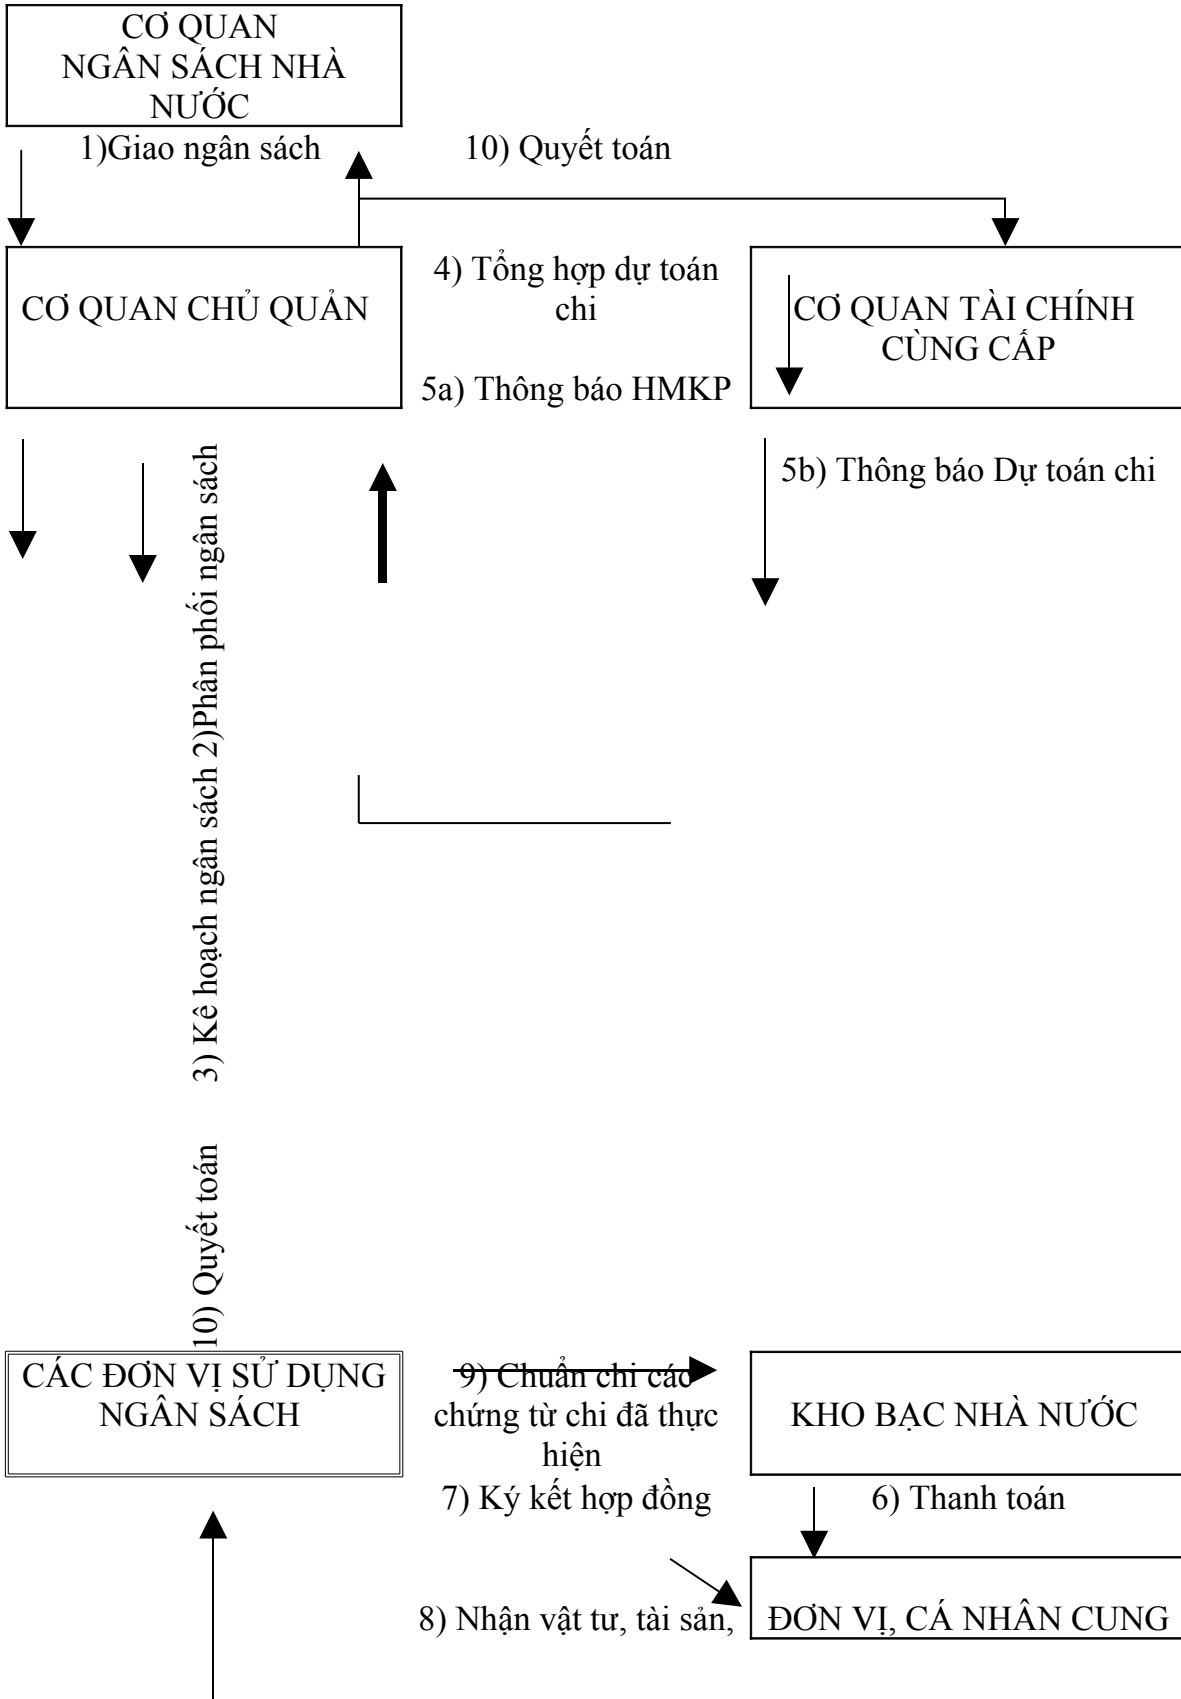 CƠ QUAN
NGÂN SÁCH NHÀ
NƯỚC
1)Giao ngân sách
10) Quyết toán
CƠ QUAN CHỦ QUẢN
4) Tổng hợp dự toán
chi
5a) Thông báo HMKP
CƠ QUAN TÀI CHÍNH
CÙNG CẤP
5b) Thông báo Dự toán chi
10) Quyết toán 3) Kê hoạch ngân sách 2)Phân phối ngân sách
CÁC ĐƠN VỊ SỬ DỤNG
NGÂN SÁCH
9) Chuẩn chi các
chứng từ chi đã thực
hiện
7) Ký kết hợp đồng
KHO BẠC NHÀ NƯỚC
6) Thanh toán
8) Nhận vật tư, tài sản,
ĐƠN VỊ, CÁ NHÂN CUNG